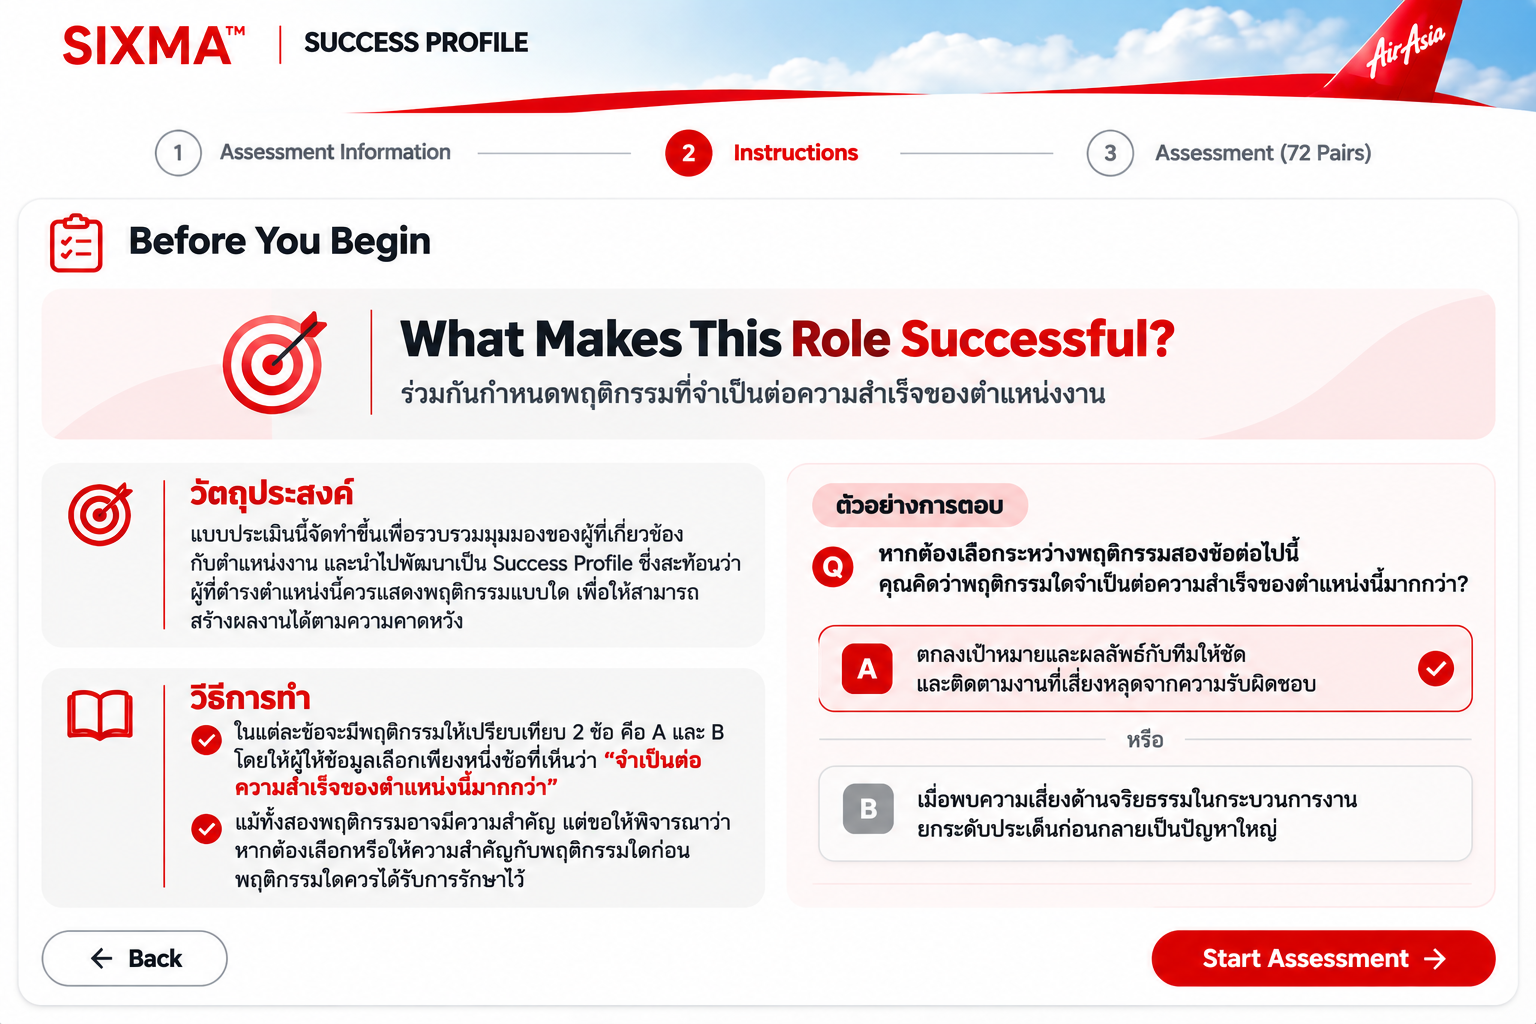 SIXMA™
SUCCESS PROFILE
AirAsia
1 Assessment Information
2 Instructions
3 Assessment (72 Pairs)
Before You Begin
What Makes This Role Successful?
ร่วมกันกำหนดพฤติกรรมที่จำเป็นต่อความสำเร็จของตำแหน่งงาน
วัตถุประสงค์
แบบประเมินนี้จัดทำขึ้นเพื่อรวบรวมมุมมองของผู้ที่เกี่ยวข้อง
กับตำแหน่งงาน และนำไปพัฒนาเป็น Success Profile ซึ่งสะท้อนว่า
ผู้ที่ดำรงตำแหน่งนี้ควรแสดงพฤติกรรมแบบใด เพื่อให้สามารถ
สร้างผลงานได้ตามความคาดหวัง
วิธีการทำ
ในแต่ละข้อจะมีพฤติกรรมให้เปรียบเทียบ 2 ข้อ คือ A และ B
โดยให้ผู้ให้ข้อมูลเลือกเพียงหนึ่งข้อที่เห็นว่า “จำเป็นต่อ
ความสำเร็จของตำแหน่งนี้มากกว่า”
แม้ทั้งสองพฤติกรรมอาจมีความสำคัญ แต่ขอให้พิจารณาว่า
หากต้องเลือกหรือให้ความสำคัญกับพฤติกรรมใดก่อน
พฤติกรรมใดควรได้รับการรักษาไว้
ตัวอย่างการตอบ
Q
หากต้องเลือกระหว่างพฤติกรรมสองข้อต่อไปนี้
คุณคิดว่าพฤติกรรมใดจำเป็นต่อความสำเร็จของตำแหน่งนี้มากกว่า?
A
ตกลงเป้าหมายและผลลัพธ์กับทีมให้ชัด
และติดตามงานที่เสี่ยงหลุดจากความรับผิดชอบ
หรือ
B
เมื่อพบความเสี่ยงด้านจริยธรรมในกระบวนการงาน
ยกระดับประเด็นก่อนกลายเป็นปัญหาใหญ่
← Back
Start Assessment →